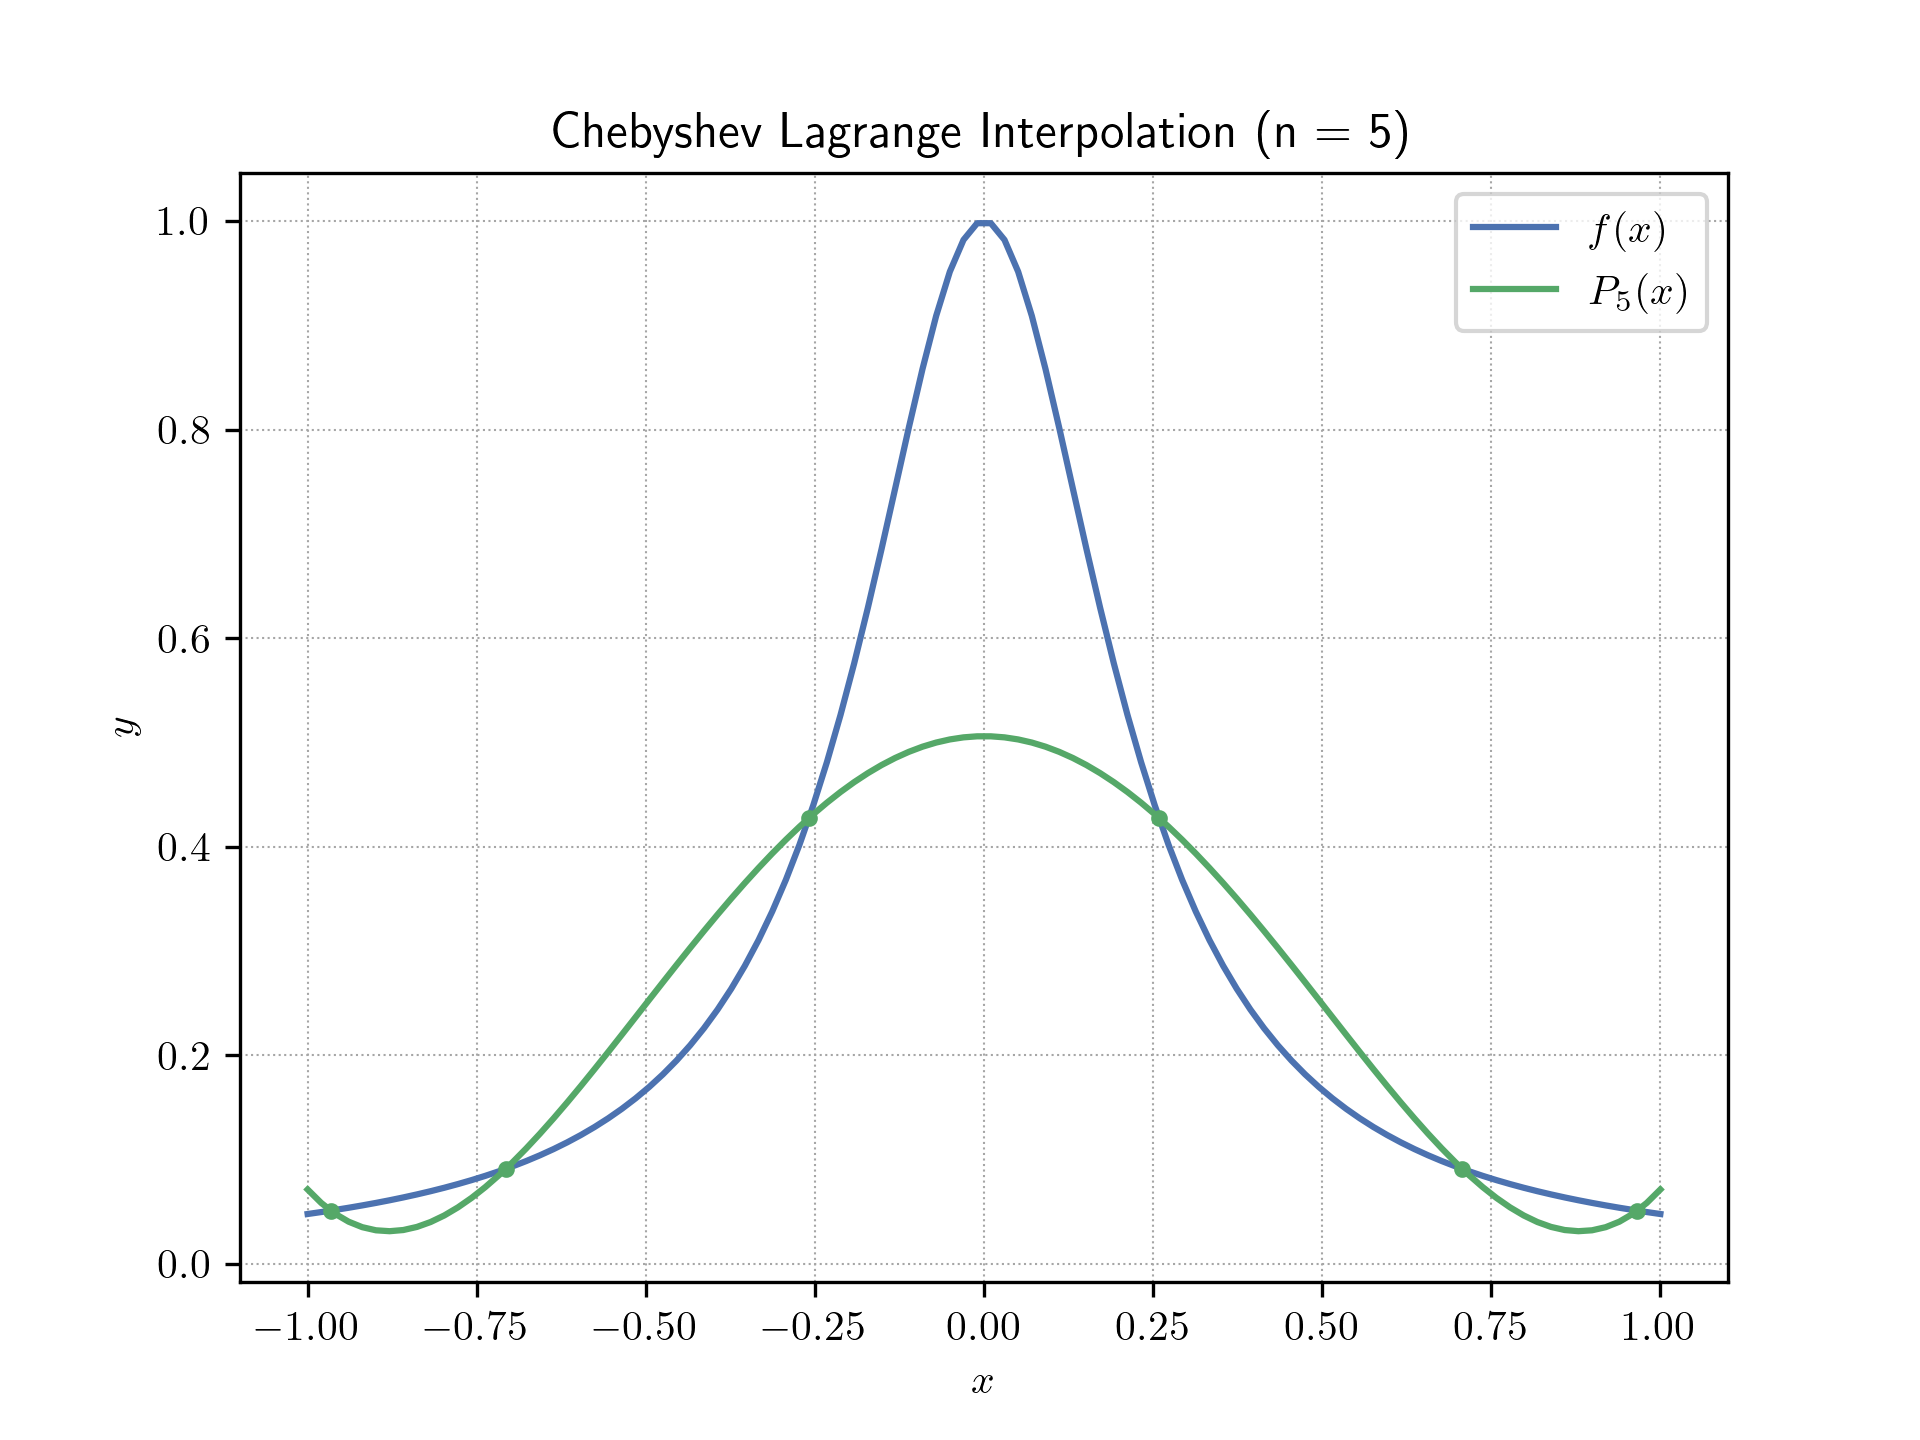 Chebyshev Lagrange Interpolation (n = 5)
f(x)
P₅(x)
1.0
0.8
0.6
0.4
0.2
0.0
y
−1.00 −0.75 −0.50 −0.25 0.00 0.25 0.50 0.75 1.00
x